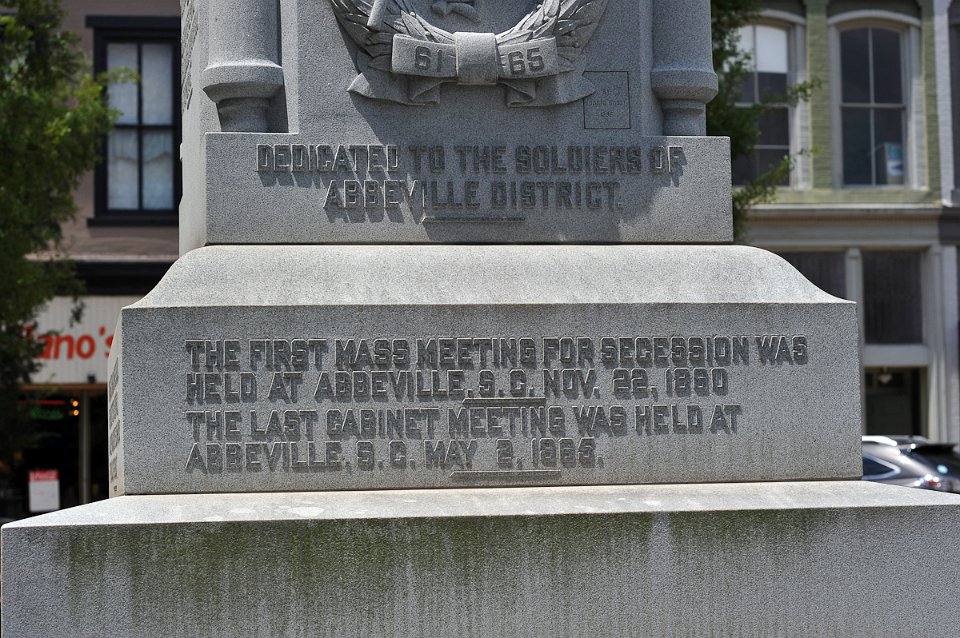 61 65
DEDICATED TO THE SOLDIERS OF
ABBEVILLE DISTRICT.
THE FIRST MASS MEETING FOR SECESSION WAS
HELD AT ABBEVILLE, S.C. NOV. 22, 1860
THE LAST CABINET MEETING WAS HELD AT
ABBEVILLE, S.C. MAY 2, 1865.
ano's